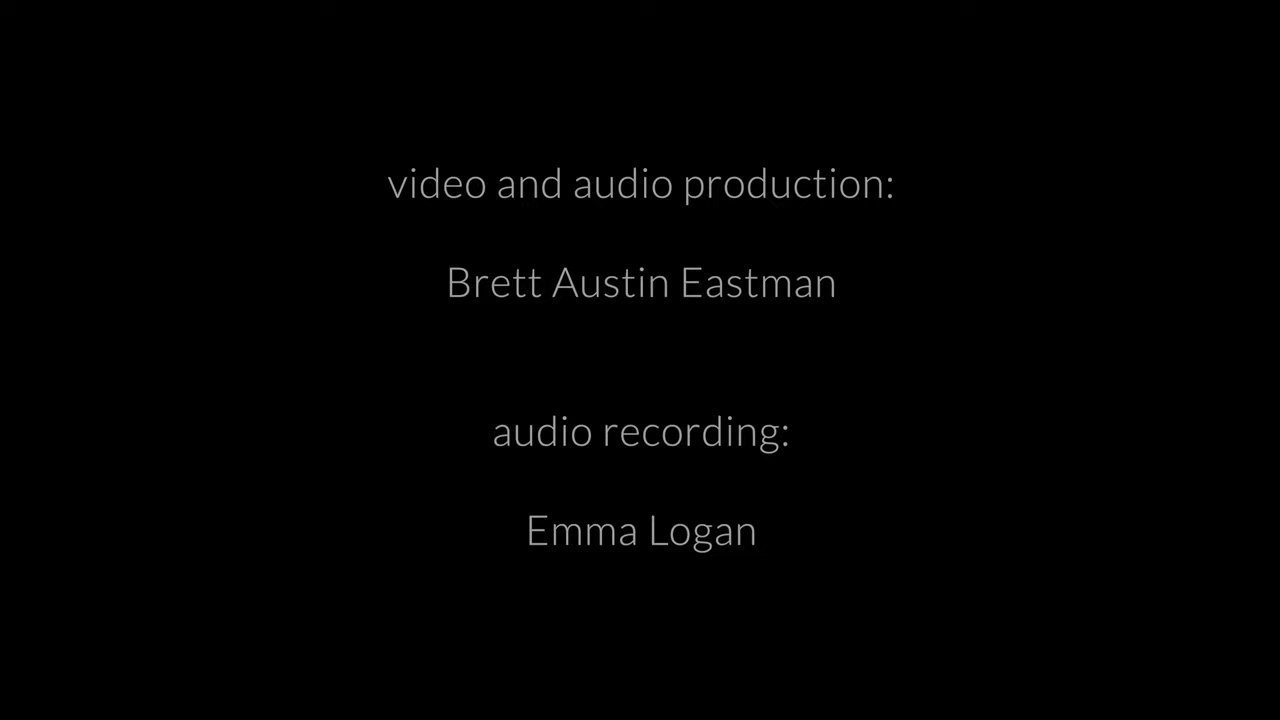 video and audio production:
Brett Austin Eastman
audio recording:
Emma Logan